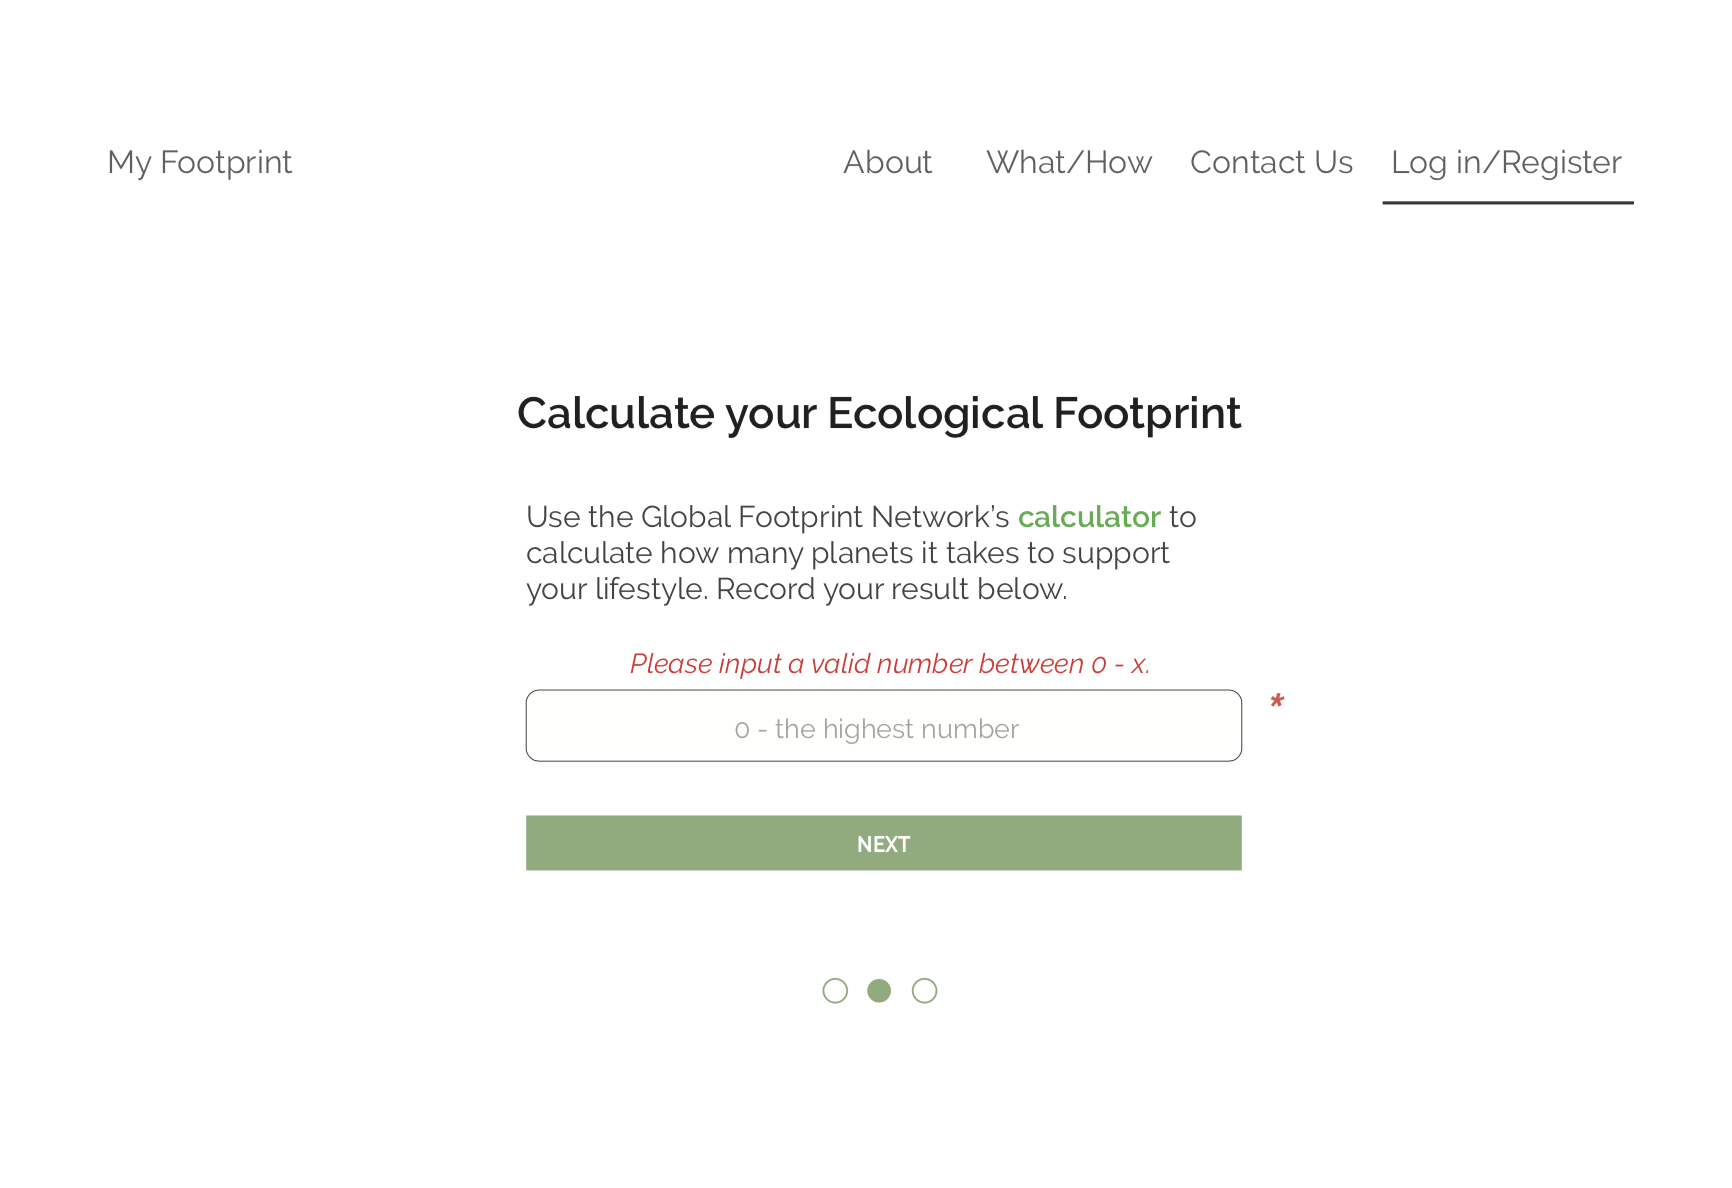 My Footprint
About
What/How
Contact Us
Log in/Register
Calculate your Ecological Footprint
Use the Global Footprint Network’s calculator to
calculate how many planets it takes to support
your lifestyle. Record your result below.
Please input a valid number between 0 - x.
*
0 - the highest number
NEXT